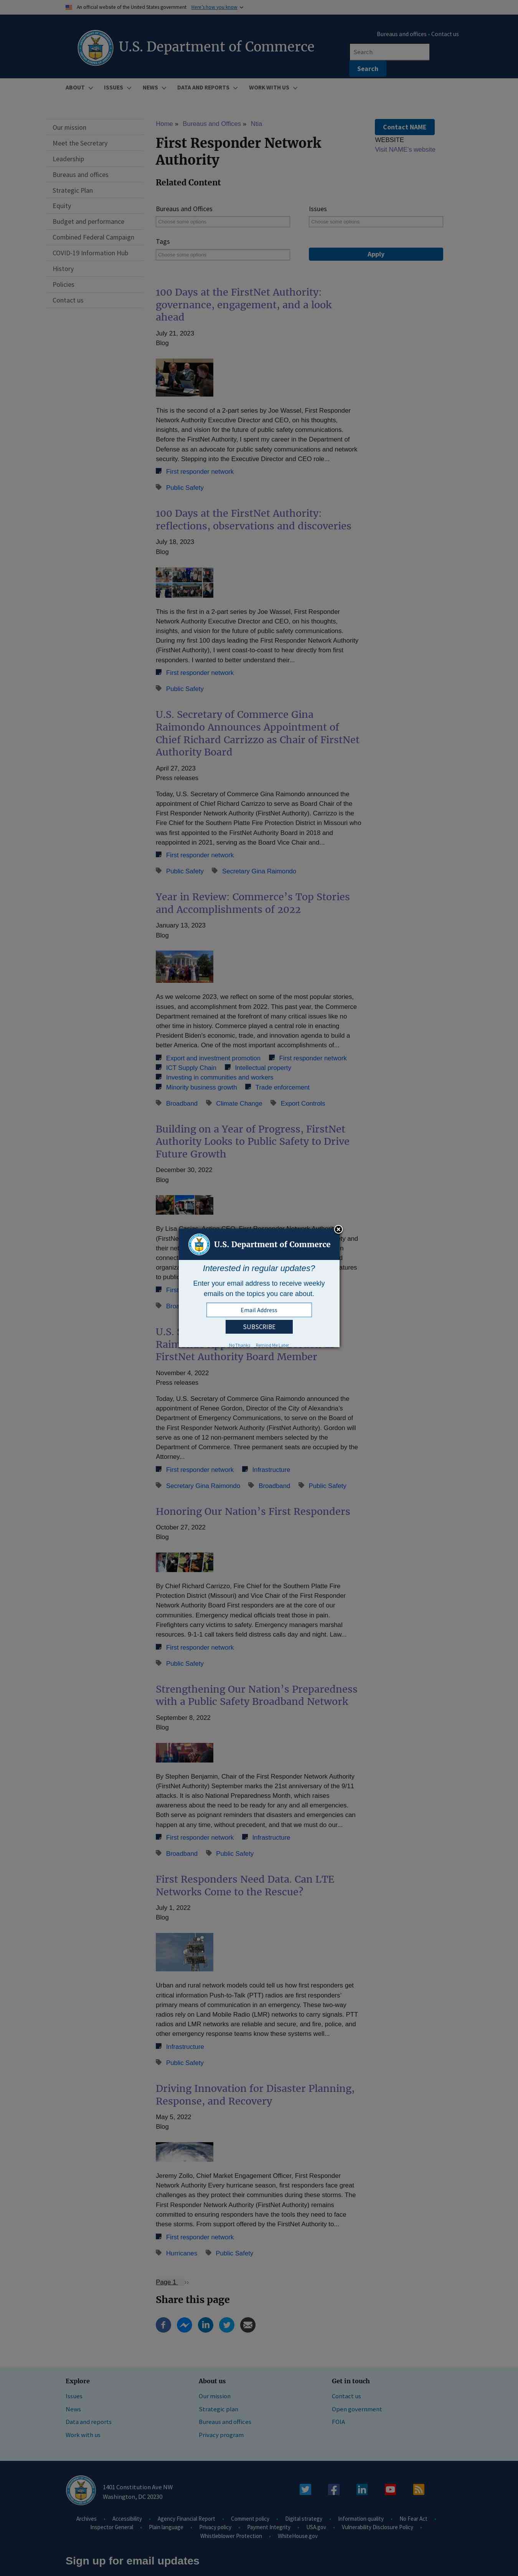 An official website of the United States government Here's how you know
Bureaus and offices - Contact us
U.S. Department of Commerce
Search
Search
ABOUT ISSUES NEWS DATA AND REPORTS WORK WITH US
Our mission
Meet the Secretary
Leadership
Bureaus and offices
Strategic Plan
Equity
Budget and performance
Combined Federal Campaign
COVID-19 Information Hub
History
Policies
Contact us
Home » Bureaus and Offices » Ntia
First Responder Network
Authority
Related Content
Bureaus and Offices
Choose some options
Issues
Choose some options
Tags
Choose some options
Apply
Contact NAME
WEBSITE
Visit NAME's website
100 Days at the FirstNet Authority:
governance, engagement, and a look
ahead
July 21, 2023
Blog
This is the second of a 2-part series by Joe Wassel, First Responder
Network Authority Executive Director and CEO, on his thoughts,
insights, and vision for the future of public safety communications.
Before the FirstNet Authority, I spent my career in the Department of
Defense as an advocate for public safety communications and network
security. Stepping into the Executive Director and CEO role...
First responder network
Public Safety
100 Days at the FirstNet Authority:
reflections, observations and discoveries
July 18, 2023
Blog
This is the first in a 2-part series by Joe Wassel, First Responder
Network Authority Executive Director and CEO, on his thoughts,
insights, and vision for the future of public safety communications.
During my first 100 days leading the First Responder Network Authority
(FirstNet Authority), I went coast-to-coast to hear directly from first
responders. I wanted to better understand their...
First responder network
Public Safety
U.S. Secretary of Commerce Gina
Raimondo Announces Appointment of
Chief Richard Carrizzo as Chair of FirstNet
Authority Board
April 27, 2023
Press releases
Today, U.S. Secretary of Commerce Gina Raimondo announced the
appointment of Chief Richard Carrizzo to serve as Board Chair of the
First Responder Network Authority (FirstNet Authority). Carrizzo is the
Fire Chief for the Southern Platte Fire Protection District in Missouri who
was first appointed to the FirstNet Authority Board in 2018 and
reappointed in 2021, serving as the Board Vice Chair and...
First responder network
Public Safety Secretary Gina Raimondo
Year in Review: Commerce's Top Stories
and Accomplishments of 2022
January 13, 2023
Blog
As we welcome 2023, we reflect on some of the most popular stories,
issues, and accomplishment from 2022. This past year, the Commerce
Department remained at the forefront of many critical issues like no
other time in history. Commerce played a central role in enacting
President Biden's economic, trade, and innovation agenda to build a
better America. One of the most important accomplishments of...
Export and investment promotion First responder network
ICT Supply Chain Intellectual property
Investing in communities and workers
Minority business growth Trade enforcement
Broadband Climate Change Export Controls
Building on a Year of Progress, FirstNet
Authority Looks to Public Safety to Drive
Future Growth
December 30, 2022
Blog
U.S. Department of Commerce
Interested in regular updates?
Enter your email address to receive weekly
emails on the topics you care about.
Email Address
SUBSCRIBE
No Thanks Remind Me Later
FirstNet Authority Board Member
November 4, 2022
Press releases
Today, U.S. Secretary of Commerce Gina Raimondo announced the
appointment of Renee Gordon, Director of the City of Alexandria's
Department of Emergency Communications, to serve on the Board of
the First Responder Network Authority (FirstNet Authority). Gordon will
serve as one of 12 non-permanent members selected by the
Department of Commerce. Three permanent seats are occupied by the
Attorney...
First responder network Infrastructure
Secretary Gina Raimondo Broadband Public Safety
Honoring Our Nation's First Responders
October 27, 2022
Blog
By Chief Richard Carrizzo, Fire Chief for the Southern Platte Fire
Protection District (Missouri) and Vice Chair of the First Responder
Network Authority Board First responders are at the core of our
communities. Emergency medical officials treat those in pain.
Firefighters carry victims to safety. Emergency managers marshal
resources. 9-1-1 call takers field distress calls day and night. Law...
First responder network
Public Safety
Strengthening Our Nation's Preparedness
with a Public Safety Broadband Network
September 8, 2022
Blog
By Stephen Benjamin, Chair of the First Responder Network Authority
(FirstNet Authority) September marks the 21st anniversary of the 9/11
attacks. It is also National Preparedness Month, which raises
awareness about the need to be ready for any and all emergencies.
Both serve as poignant reminders that disasters and emergencies can
happen at any time, without precedent, and that we must do our...
First responder network Infrastructure
Broadband Public Safety
First Responders Need Data. Can LTE
Networks Come to the Rescue?
July 1, 2022
Blog
Urban and rural network models could tell us how first responders get
critical information Push-to-Talk (PTT) radios are first responders'
primary means of communication in an emergency. These two-way
radios rely on Land Mobile Radio (LMR) networks to carry signals. PTT
radios and LMR networks are reliable and secure, and fire, police, and
other emergency response teams know these systems well...
Infrastructure
Public Safety
Driving Innovation for Disaster Planning,
Response, and Recovery
May 5, 2022
Blog
Jeremy Zollo, Chief Market Engagement Officer, First Responder
Network Authority Every hurricane season, first responders face great
challenges as they protect their communities during these storms. The
First Responder Network Authority (FirstNet Authority) remains
committed to ensuring responders have the tools they need to face
these storms. From support offered by the FirstNet Authority to...
First responder network
Hurricanes Public Safety
Page 1 ››
Share this page
Explore
Issues
News
Data and reports
Work with us
About us
Our mission
Strategic plan
Bureaus and offices
Privacy program
Get in touch
Contact us
Open government
FOIA
1401 Constitution Ave NW
Washington, DC 20230
Archives - Accessibility - Agency Financial Report - Comment policy - Digital strategy - Information quality - No Fear Act -
Inspector General - Plain language - Privacy policy - Payment Integrity - USA.gov - Vulnerability Disclosure Policy -
Whistleblower Protection - WhiteHouse.gov
Sign up for email updates